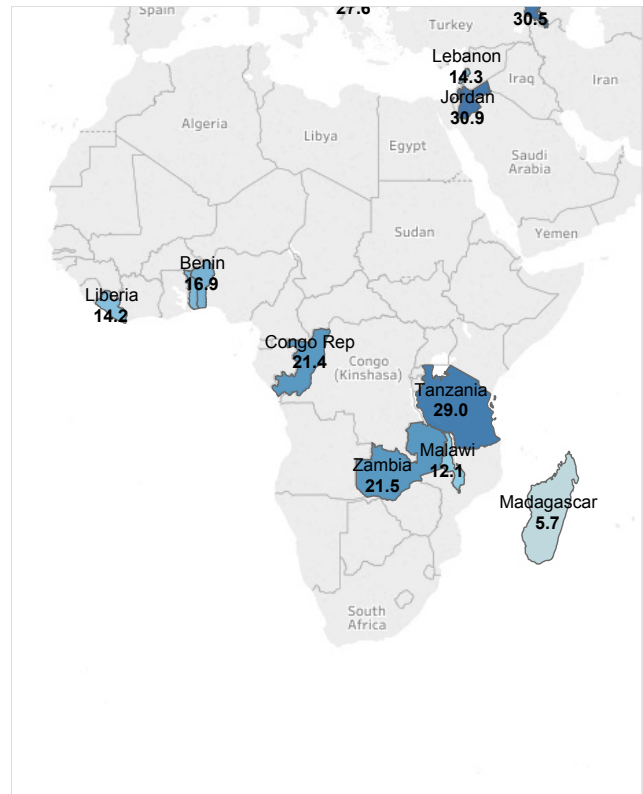 Spain
27.6
Turkey
30.5
Lebanon
14.3
Iraq
Iran
Jordan
30.9
Algeria
Libya
Egypt
Saudi
Arabia
Sudan
Yemen
Benin
16.9
Liberia
14.2
Congo Rep
21.4
Congo
(Kinshasa)
Tanzania
29.0
Malawi
12.1
Zambia
21.5
Madagascar
5.7
South
Africa